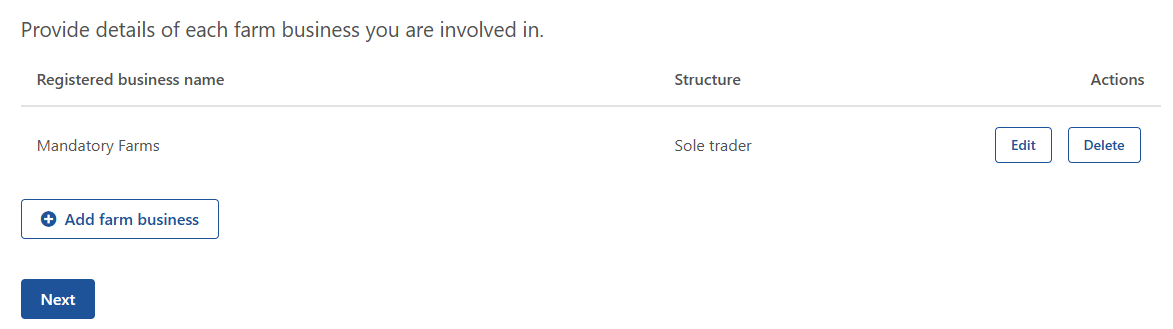 Provide details of each farm business you are involved in.
Registered business name Structure Actions
Mandatory Farms Sole trader Edit Delete
Add farm business
Next